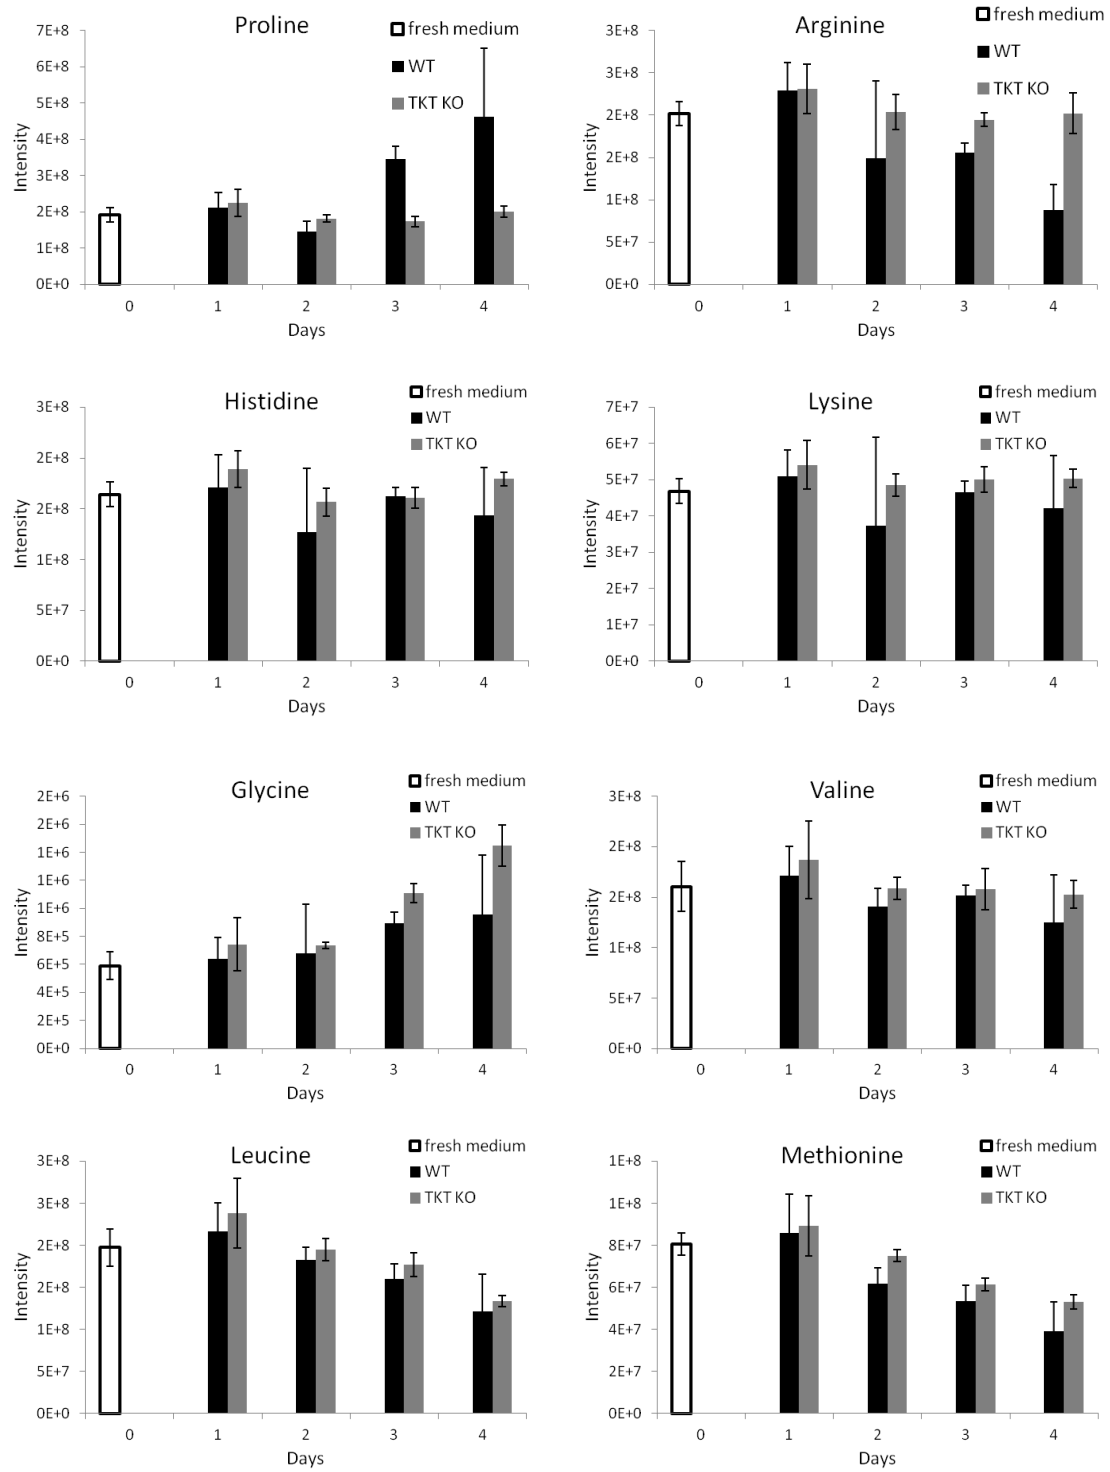 Proline
fresh medium
WT
TKT KO
Intensity
7E+8
6E+8
5E+8
4E+8
3E+8
2E+8
1E+8
0E+0
0 1 2 3 4
Days
Arginine
fresh medium
WT
TKT KO
Intensity
3E+8
3E+8
2E+8
2E+8
1E+8
5E+7
0E+0
0 1 2 3 4
Days
Histidine
fresh medium
WT
TKT KO
Intensity
3E+8
2E+8
2E+8
1E+8
5E+7
0E+0
0 1 2 3 4
Days
Lysine
fresh medium
WT
TKT KO
Intensity
7E+7
6E+7
5E+7
4E+7
3E+7
2E+7
1E+7
0E+0
0 1 2 3 4
Days
Glycine
fresh medium
WT
TKT KO
Intensity
2E+6
2E+6
1E+6
1E+6
1E+6
8E+5
6E+5
4E+5
2E+5
0E+0
0 1 2 3 4
Days
Valine
fresh medium
WT
TKT KO
Intensity
3E+8
2E+8
2E+8
1E+8
5E+7
0E+0
0 1 2 3 4
Days
Leucine
fresh medium
WT
TKT KO
Intensity
3E+8
3E+8
2E+8
2E+8
1E+8
5E+7
0E+0
0 1 2 3 4
Days
Methionine
fresh medium
WT
TKT KO
Intensity
1E+8
1E+8
8E+7
6E+7
4E+7
2E+7
0E+0
0 1 2 3 4
Days